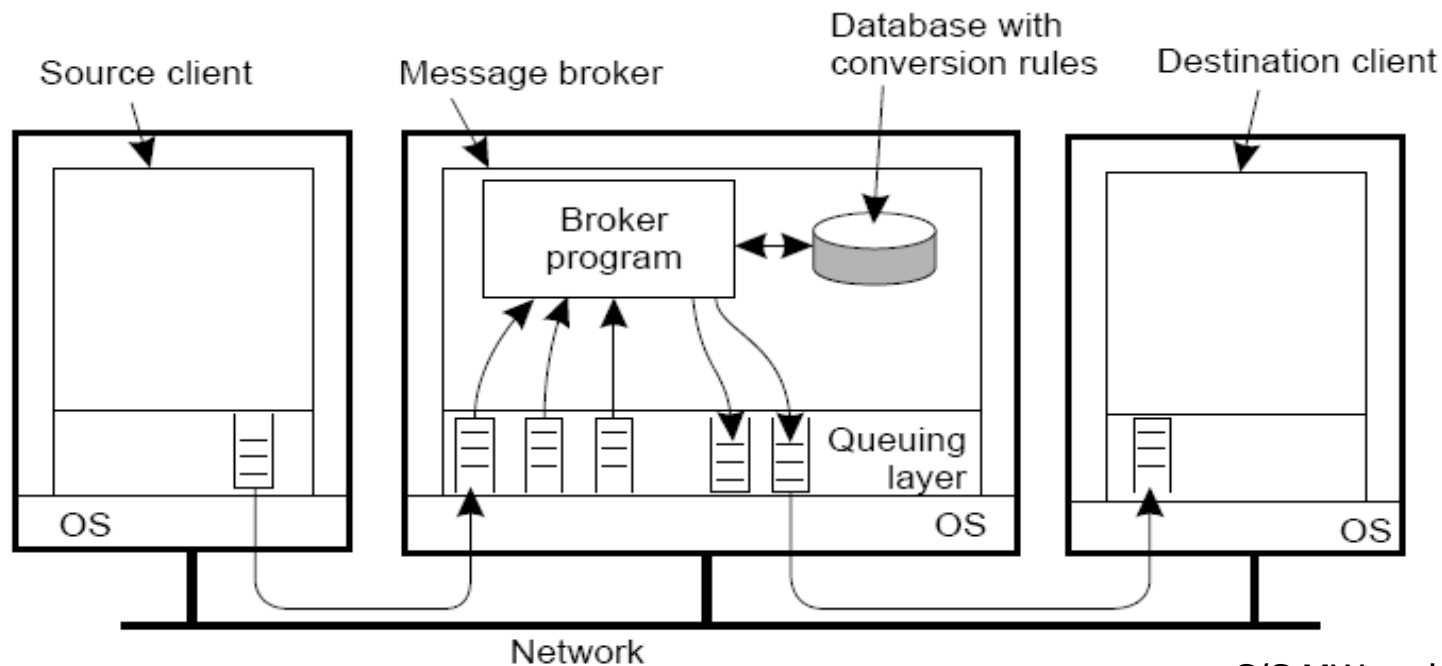 Source client
Message broker
Database with
conversion rules
Destination client
Broker
program
Queuing
layer
OS
OS
OS
Network